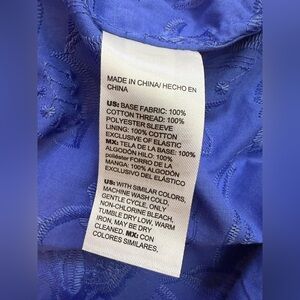 MADE IN CHINA/ HECHO EN
CHINA
US: BASE FABRIC: 100%
COTTON THREAD: 100%
POLYESTER SLEEVE
LINING: 100% COTTON
EXCLUSIVE OF ELASTIC
MX: TELA DE LA BASE: 100%
ALGODÓN HILO: 100%
poliéster FORRO DE LA
MANGA: 100% ALGODÓN
EXCLUSIVO DEL ELÁSTICO
US: WITH SIMILAR COLORS,
MACHINE WASH COLD,
GENTLE CYCLE, ONLY
NON-CHLORINE BLEACH,
TUMBLE DRY LOW, WARM
IRON, MAY BE DRY
CLEANED. MX: CON
COLORES SIMILARES.